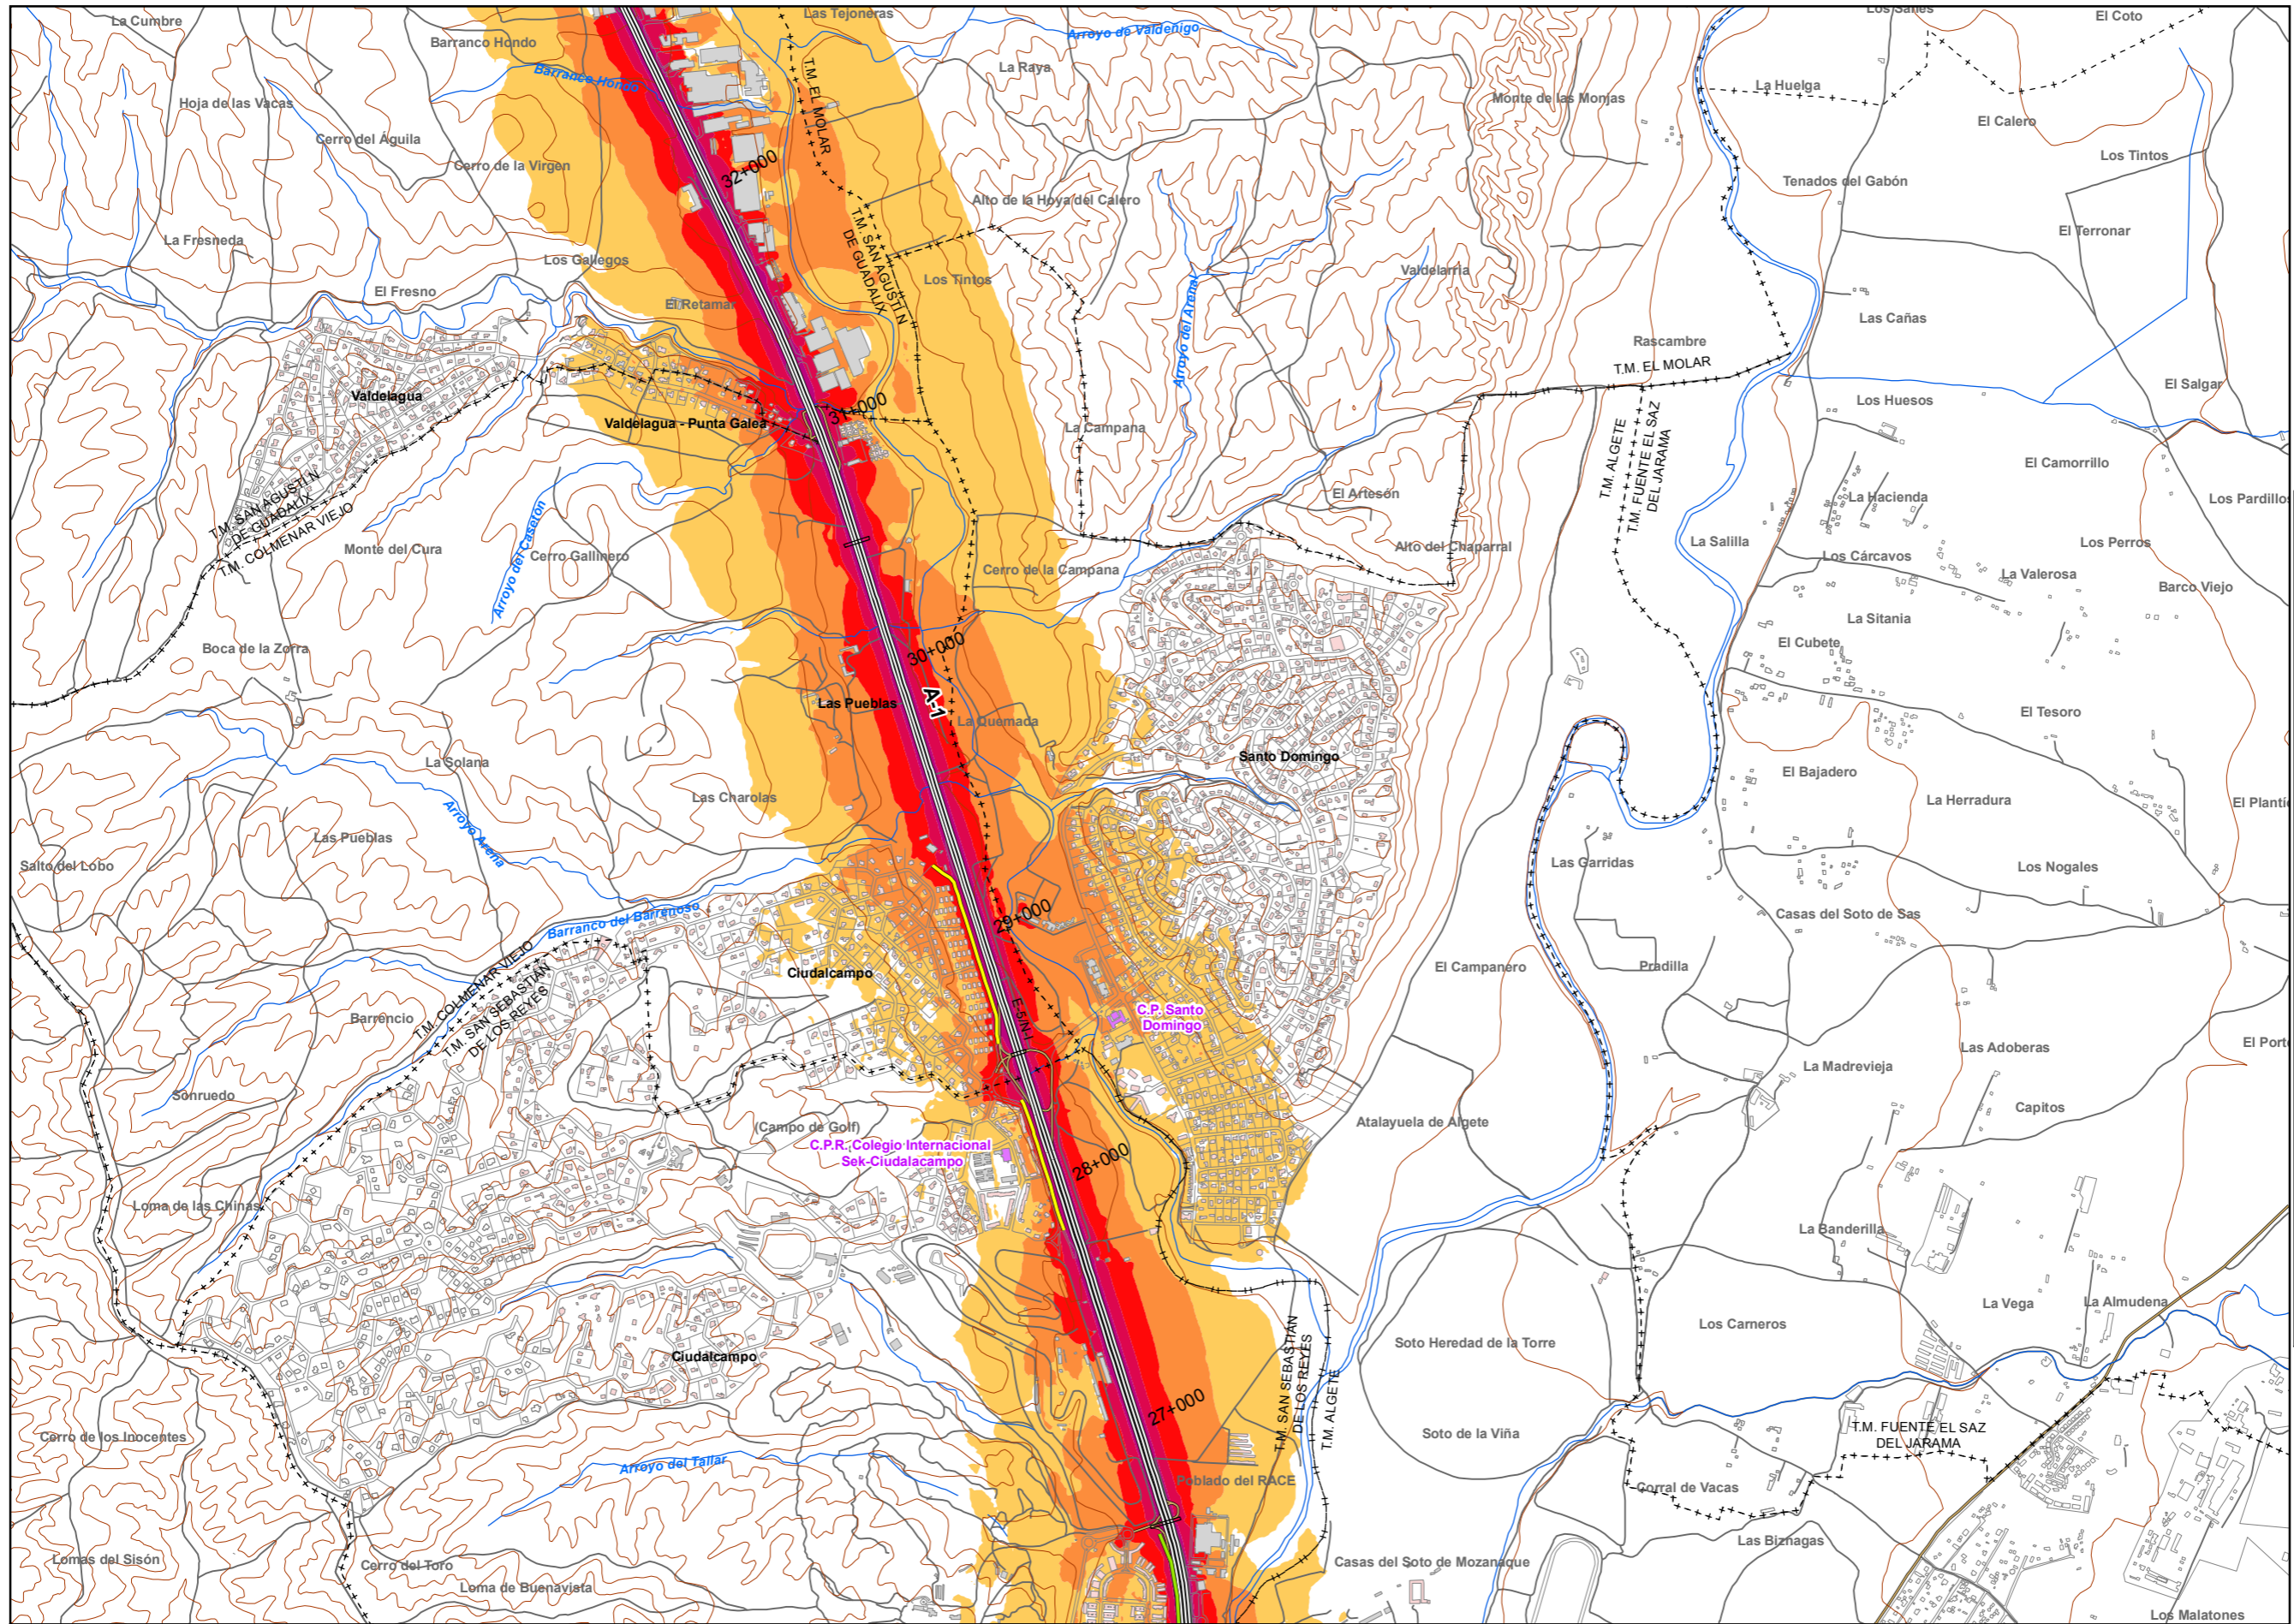 La Cumbre
Las Tejoneras
El Coto
Barranco Hondo
Arroyo de Valdeñigo
La Raya
Barranco Hondo
La Huelga
Hoja de las Vacas
T.M. EL MOLAR
Monte de las Monjas
El Calero
Cerro del Águila
Cerro de la Virgen
32+000
Los Tintos
Tenados del Gabón
Alto de la Hoya del Calero
La Fresneda
T.M. SAN AGUSTIN
DE GUADALIX
El Terronar
Los Gallegos
Valdelarria
Los Tintos
El Fresno
El Retamar
Arroyo del Arenal
Las Cañas
Rascambre
T.M. EL MOLAR
El Salgar
Valdelagua
Los Huesos
31+000
Valdelagua - Punta Galea
La Campana
T.M. ALGETE
T.M. FUENTE EL SAZ
DEL JARAMA
El Camorrillo
El Artesón
La Hacienda
Los Pardillos
T.M. SAN AGUSTIN
DE GUADALIX
T.M. COLMENAR VIEJO
Arroyo del Casetón
Monte del Cura
Cerro Gallinero
Alto del Chaparral
La Salilla
Los Perros
Los Cárcavos
Cerro de la Campana
La Valerosa
Barco Viejo
La Sitania
Boca de la Zorra
30+000
El Cubete
Las Pueblas
A-1
La Quemada
El Tesoro
La Solana
Santo Domingo
El Bajadero
Las Charolas
La Herradura
El Plantí
Arroyo Arena
Las Pueblas
Salto del Lobo
Las Garridas
Los Nogales
29+000
Barranco del Barrenoso
Casas del Soto de Sas
T.M. COLMENAR VIEJO
T.M. SAN SEBASTIÁN
DE LOS REYES
Ciudalcampo
El Campanero
Pradilla
Barrencio
E-5/N-I
C.P. Santo
Domingo
Las Adoberas
El Port
La Madrevieja
Sonruedo
Capitos
(Campo de Golf)
Atalayuela de Algete
C.P.R. Colegio Internacional
Sek-Ciudalacampo
28+000
Loma de las Chinas
La Banderilla
La Vega
La Almudena
Los Carneros
T.M. SAN SEBASTIÁN
DE LOS REYES
T.M. ALGETE
Soto Heredad de la Torre
Ciudalcampo
27+000
Cerro de los Inocentes
Soto de la Viña
T.M. FUENTE EL SAZ
DEL JARAMA
Arroyo del Tallar
Poblado del RACE
Corral de Vacas
Las Biznagas
Lomas del Sisón
Cerro del Toro
Casas del Soto de Mozanaque
Loma de Buenavista
Los Malatones